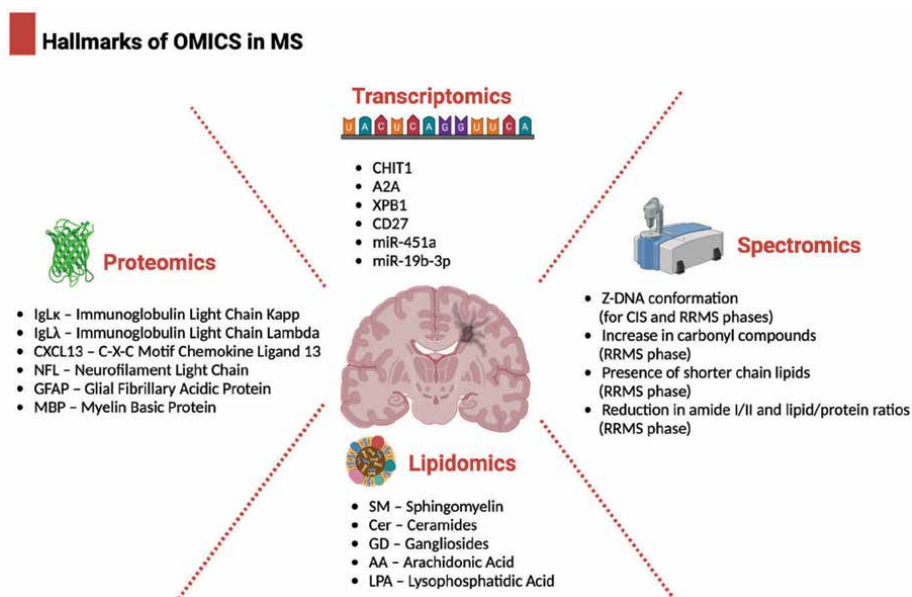 Hallmarks of OMICS in MS
Transcriptomics
U A C U C A G G U U C A
• CHIT1
• A2A
• XPB1
• CD27
• miR-451a
• miR-19b-3p
Proteomics
• IgLκ – Immunoglobulin Light Chain Kapp
• IgLλ – Immunoglobulin Light Chain Lambda
• CXCL13 – C-X-C Motif Chemokine Ligand 13
• NFL – Neurofilament Light Chain
• GFAP – Glial Fibrillary Acidic Protein
• MBP – Myelin Basic Protein
Spectromics
• Z-DNA conformation
(for CIS and RRMS phases)
• Increase in carbonyl compounds
(RRMS phase)
• Presence of shorter chain lipids
(RRMS phase)
• Reduction in amide I/II and lipid/protein ratios
(RRMS phase)
Lipidomics
• SM – Sphingomyelin
• Cer – Ceramides
• GD – Gangliosides
• AA – Arachidonic Acid
• LPA – Lysophosphatidic Acid